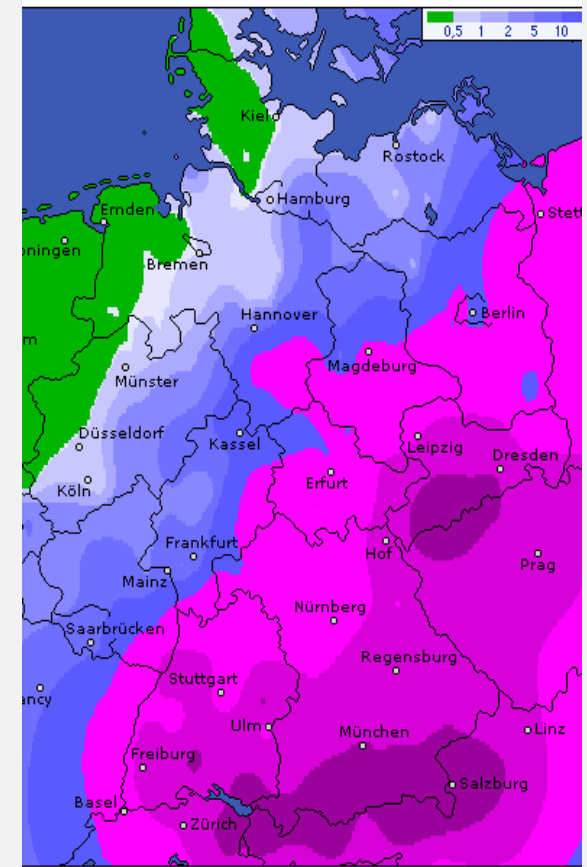 0,5 1 2 5 10
Kiel
Rostock
Hamburg
Emden
Stett
oningen
Bremen
Hannover
Berlin
m
Magdeburg
Münster
Düsseldorf
Kassel
Leipzig
Dresden
Köln
Erfurt
Frankfurt
Hof
Prag
Mainz
Nürnberg
Saarbrücken
Regensburg
Stuttgart
ancy
Ulm
München
Linz
Freiburg
Salzburg
Basel
Zürich